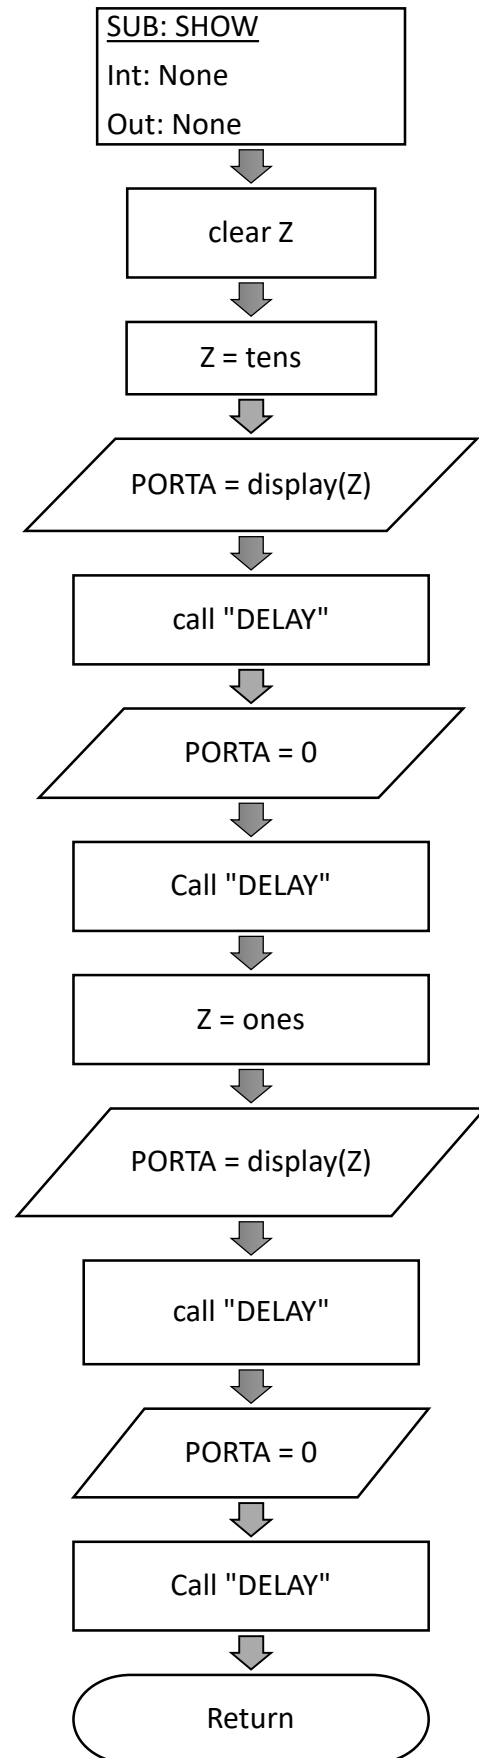 SUB: SHOW
Int: None
Out: None
clear Z
Z = tens
PORTA = display(Z)
call "DELAY"
PORTA = 0
Call "DELAY"
Z = ones
PORTA = display(Z)
call "DELAY"
PORTA = 0
Call "DELAY"
Return